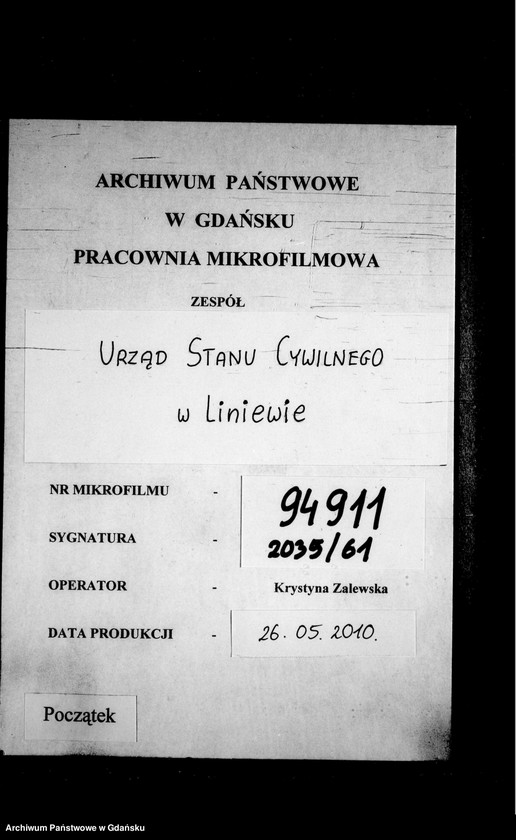 ARCHIWUM PAŃSTWOWE
W GDAŃSKU
PRACOWNIA MIKROFILMOWA
ZESPÓŁ
URZĄD STANU CYWILNEGO
w Liniewie
NR MIKROFILMU - 94911
SYGNATURA - 2035/61
OPERATOR - Krystyna Zalewska
DATA PRODUKCJI - 26.05.2010.
Początek
Archiwum Państwowe w Gdańsku